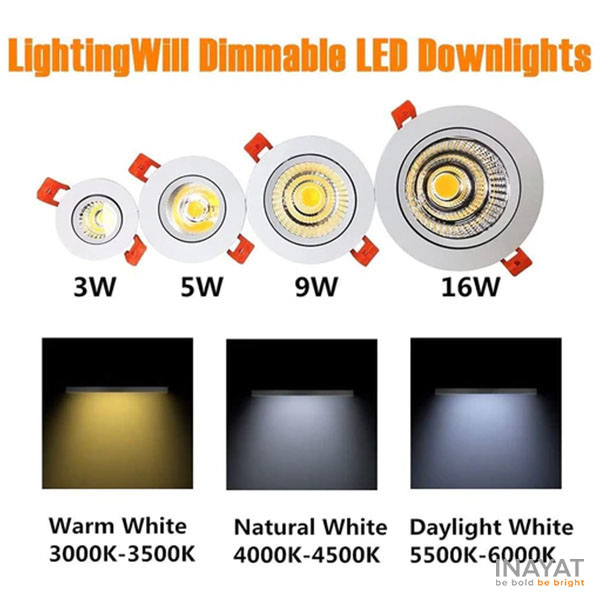 LightingWill Dimmable LED Downlights
3W 5W 9W 16W
Warm White Natural White Daylight White
3000K-3500K 4000K-4500K 5500K-6000K
INAYAT
be bold be bright